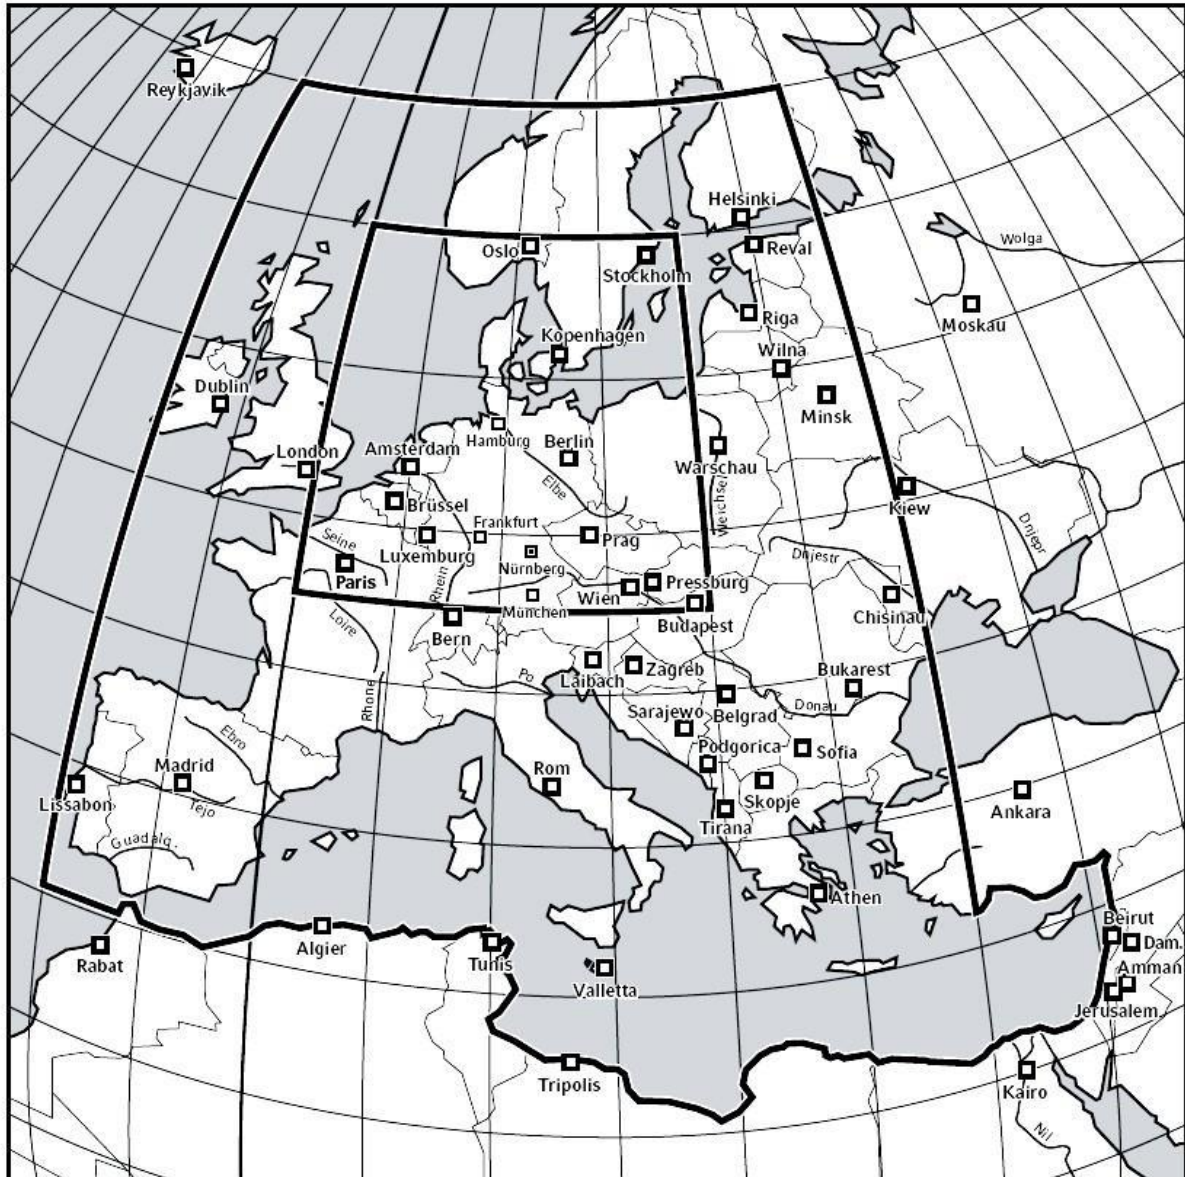 Reykjavik
Helsinki
Oslo
Reval
Wolga
Stockholm
Riga
Moskau
Kopenhagen
Wilna
Dublin
Minsk
Hamburg
Berlin
London
Amsterdam
Warschau
Elbe
Weichsel
Brüssel
Kiew
Frankfurt
Dnjepr
Seine
Luxemburg
Prag
Dnjestr
Nürnberg
Paris
Rhein
Wien
Pressburg
München
Chisinau
Loire
Bern
Budapest
Laibach
Zagreb
Po
Bukarest
Rhone
Belgrad
Donau
Sarajewo
Ebro
Podgorica
Sofia
Madrid
Rom
Skopje
Lissabon
Tejo
Tirana
Ankara
Guadalq.
Athen
Beirut
Algier
Tunis
Dam.
Rabat
Valletta
Amman
Jerusalem
Tripolis
Kairo
Nil